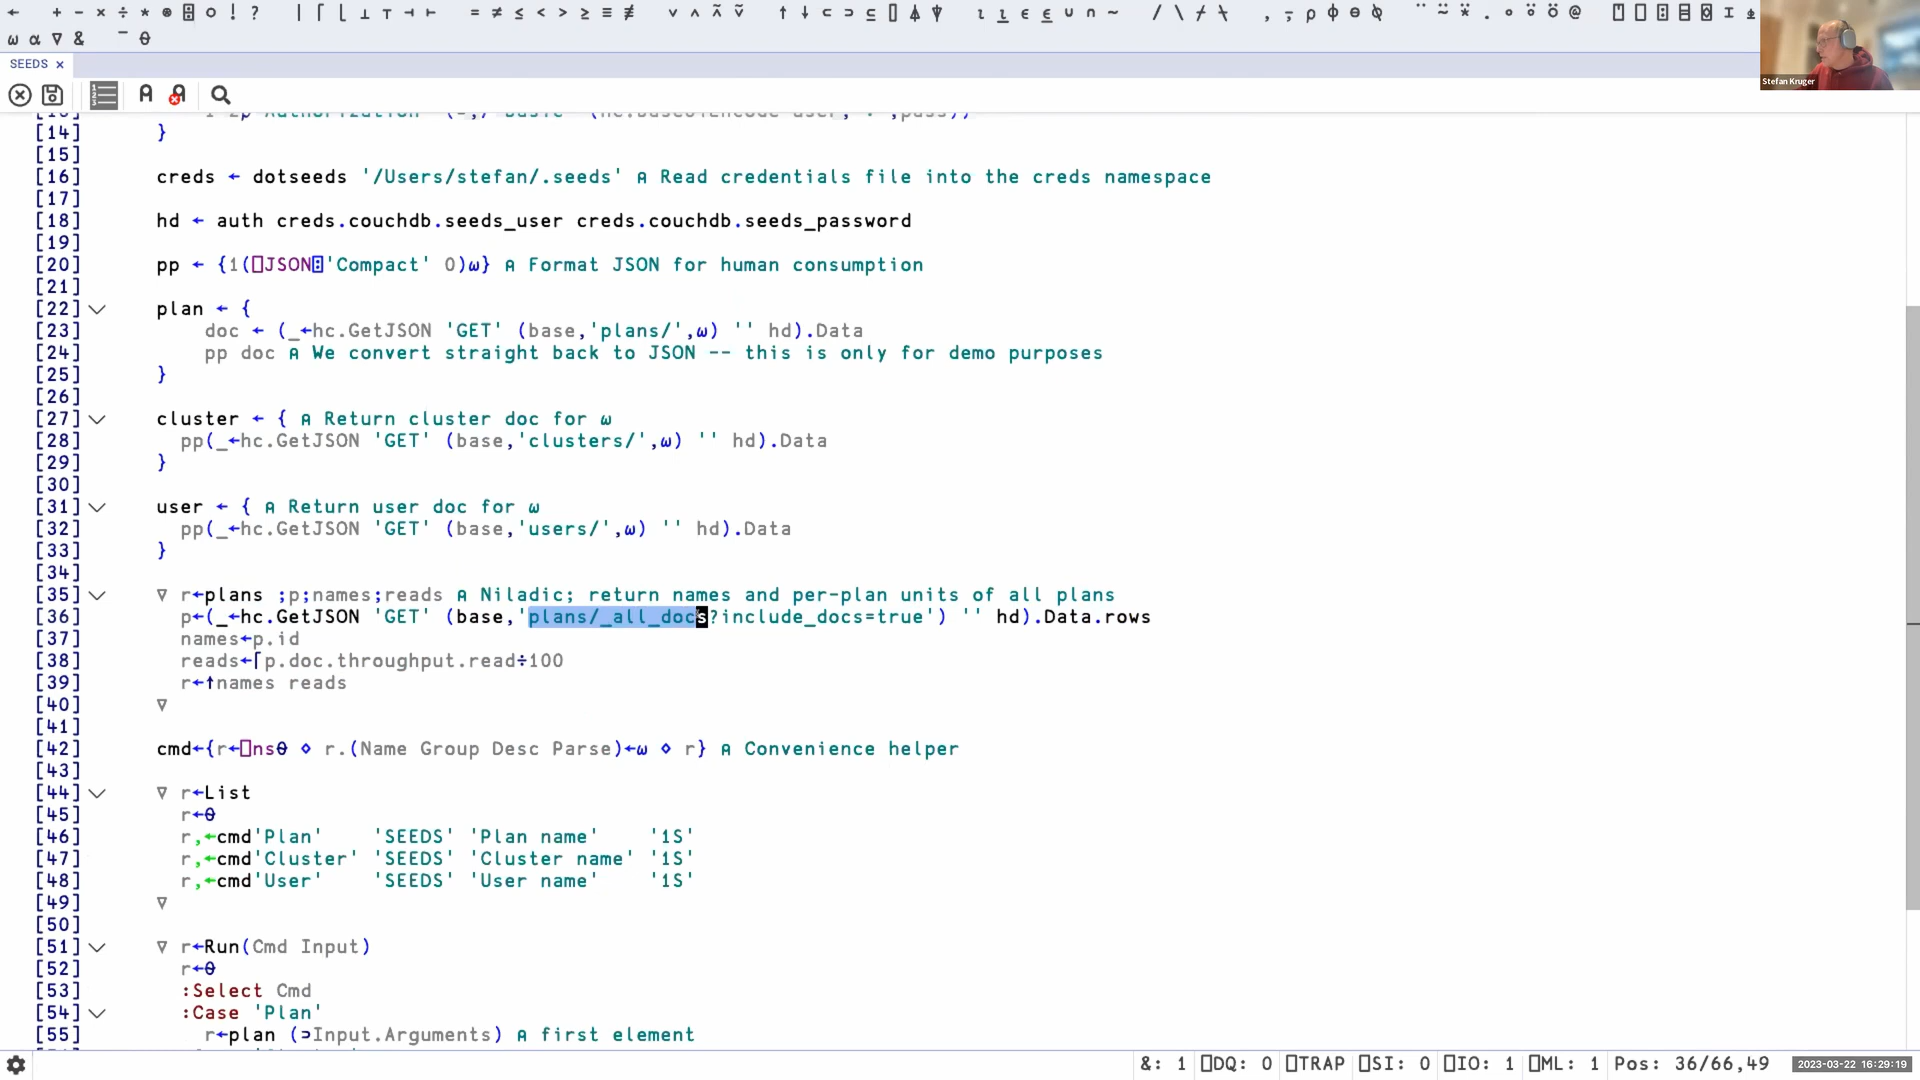 ← + - × ÷ * ⍟ ⌹ ○ ! ? | ⌈ ⌊ ⊥ ⊤ ⊣ ⊢ = ≠ ≤ < > ≥ ≡ ≢ ∨ ∧ ⍲ ⍱ ↑ ↓ ⊂ ⊃ ⊆ ⌷ ⍋ ⍒ ⍳ ⍸ ∊ ⍷ ∪ ∩ ~ / \ ⌿ ⍀ , ⍪ ⍴ ⌽ ⊖ ⍉ ¨ ⍨ ⍣ . ∘ ⍤ ⍥ @ ⍞ ⎕ ⍠ ⌸ ⌺ ⌶ ⍎
⍵ ⍺ ∇ & ¯ ⍬
Stefan Kruger
SEEDS ×
[14] }
[15]
[16] creds ← dotseeds '/Users/stefan/.seeds' ⍝ Read credentials file into the creds namespace
[17]
[18] hd ← auth creds.couchdb.seeds_user creds.couchdb.seeds_password
[19]
[20] pp ← {1(⎕JSON⍠'Compact' 0)⍵} ⍝ Format JSON for human consumption
[21]
[22] plan ← {
[23] doc ← (_←hc.GetJSON 'GET' (base,'plans/',⍵) '' hd).Data
[24] pp doc ⍝ We convert straight back to JSON -- this is only for demo purposes
[25] }
[26]
[27] cluster ← { ⍝ Return cluster doc for ⍵
[28] pp(_←hc.GetJSON 'GET' (base,'clusters/',⍵) '' hd).Data
[29] }
[30]
[31] user ← { ⍝ Return user doc for ⍵
[32] pp(_←hc.GetJSON 'GET' (base,'users/',⍵) '' hd).Data
[33] }
[34]
[35] ∇ r←plans ;p;names;reads ⍝ Niladic; return names and per-plan units of all plans
[36] p←(_←hc.GetJSON 'GET' (base,'plans/_all_docs?include_docs=true') '' hd).Data.rows
[37] names←p.id
[38] reads←⌈p.doc.throughput.read÷100
[39] r←↑names reads
[40] ∇
[41]
[42] cmd←{r←⎕ns⍬ ⋄ r.(Name Group Desc Parse)←⍵ ⋄ r} ⍝ Convenience helper
[43]
[44] ∇ r←List
[45] r←⍬
[46] r,←cmd'Plan' 'SEEDS' 'Plan name' '1S'
[47] r,←cmd'Cluster' 'SEEDS' 'Cluster name' '1S'
[48] r,←cmd'User' 'SEEDS' 'User name' '1S'
[49] ∇
[50]
[51] ∇ r←Run(Cmd Input)
[52] r←⍬
[53] :Select Cmd
[54] :Case 'Plan'
[55] r←plan (⊃Input.Arguments) ⍝ first element
&: 1 ⎕DQ: 0 ⎕TRAP ⎕SI: 0 ⎕IO: 1 ⎕ML: 1 Pos: 36/66,49 2023-03-22 16:29:19